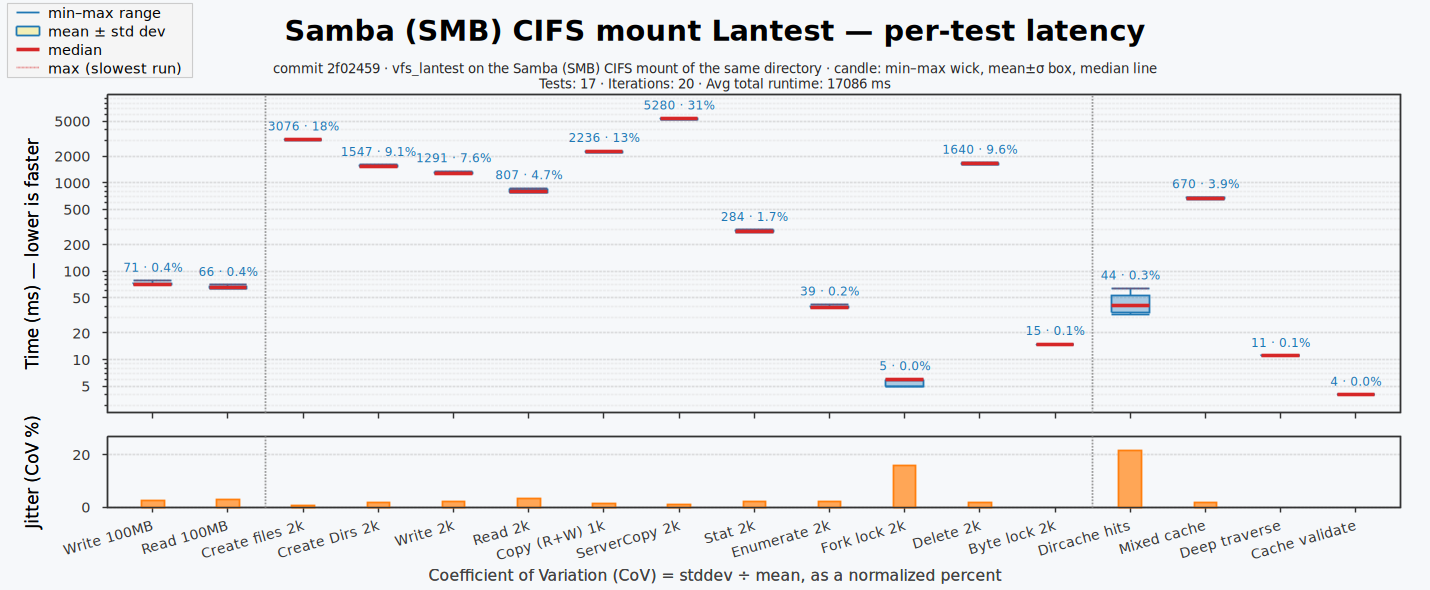 min–max range
mean ± std dev
median
max (slowest run)
Samba (SMB) CIFS mount Lantest — per-test latency
commit 2f02459 · vfs_lantest on the Samba (SMB) CIFS mount of the same directory · candle: min–max wick, mean±σ box, median line
Tests: 17 · Iterations: 20 · Avg total runtime: 17086 ms
Time (ms) — lower is faster
5000
2000
1000
500
200
100
50
20
10
5
71 · 0.4%
66 · 0.4%
3076 · 18%
1547 · 9.1%
1291 · 7.6%
807 · 4.7%
2236 · 13%
5280 · 31%
284 · 1.7%
39 · 0.2%
5 · 0.0%
1640 · 9.6%
15 · 0.1%
44 · 0.3%
670 · 3.9%
11 · 0.1%
4 · 0.0%
Jitter (CoV %)
20
0
Write 100MB
Read 100MB
Create files 2k
Create Dirs 2k
Write 2k
Read 2k
Copy (R+W) 1k
ServerCopy 2k
Stat 2k
Enumerate 2k
Fork lock 2k
Delete 2k
Byte lock 2k
Dircache hits
Mixed cache
Deep traverse
Cache validate
Coefficient of Variation (CoV) = stddev ÷ mean, as a normalized percent